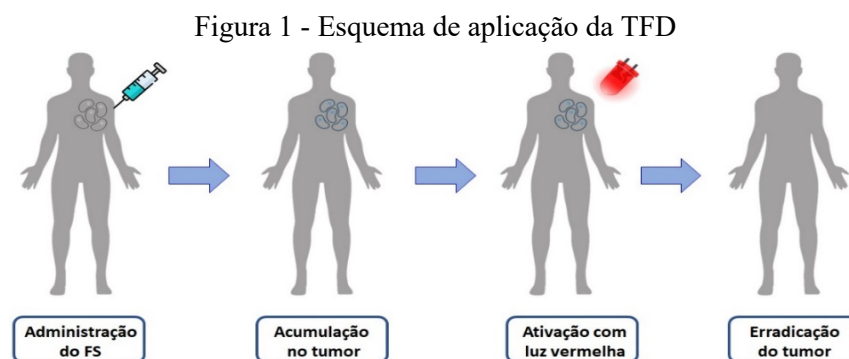 Figura 1 - Esquema de aplicação da TFD
Administração
do FS
Acumulação
no tumor
Ativação com
luz vermelha
Erradicação
do tumor